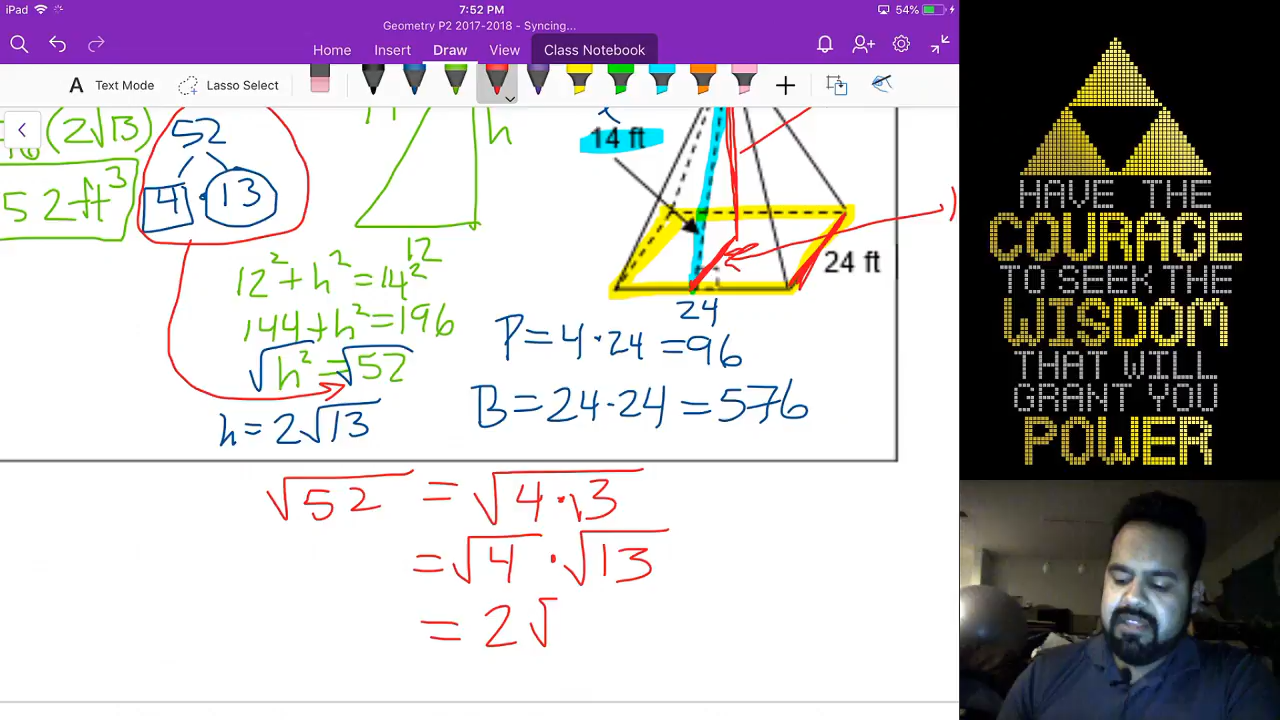 iPad
7:52 PM
54%
Geometry P2 2017-2018 - Syncing...
Home Insert Draw View Class Notebook
A Text Mode Lasso Select
(2√13)
52
4 · 13
52ft³
h
12
14 ft
24 ft
24
12² + h² = 14²
144 + h² = 196
√h² = √52
h = 2√13
P = 4 · 24 = 96
B = 24 · 24 = 576
√52 = √4 · 13
= √4 · √13
= 2√
HAVE THE
COURAGE
TO SEEK THE
WISDOM
THAT WILL
GRANT YOU
POWER